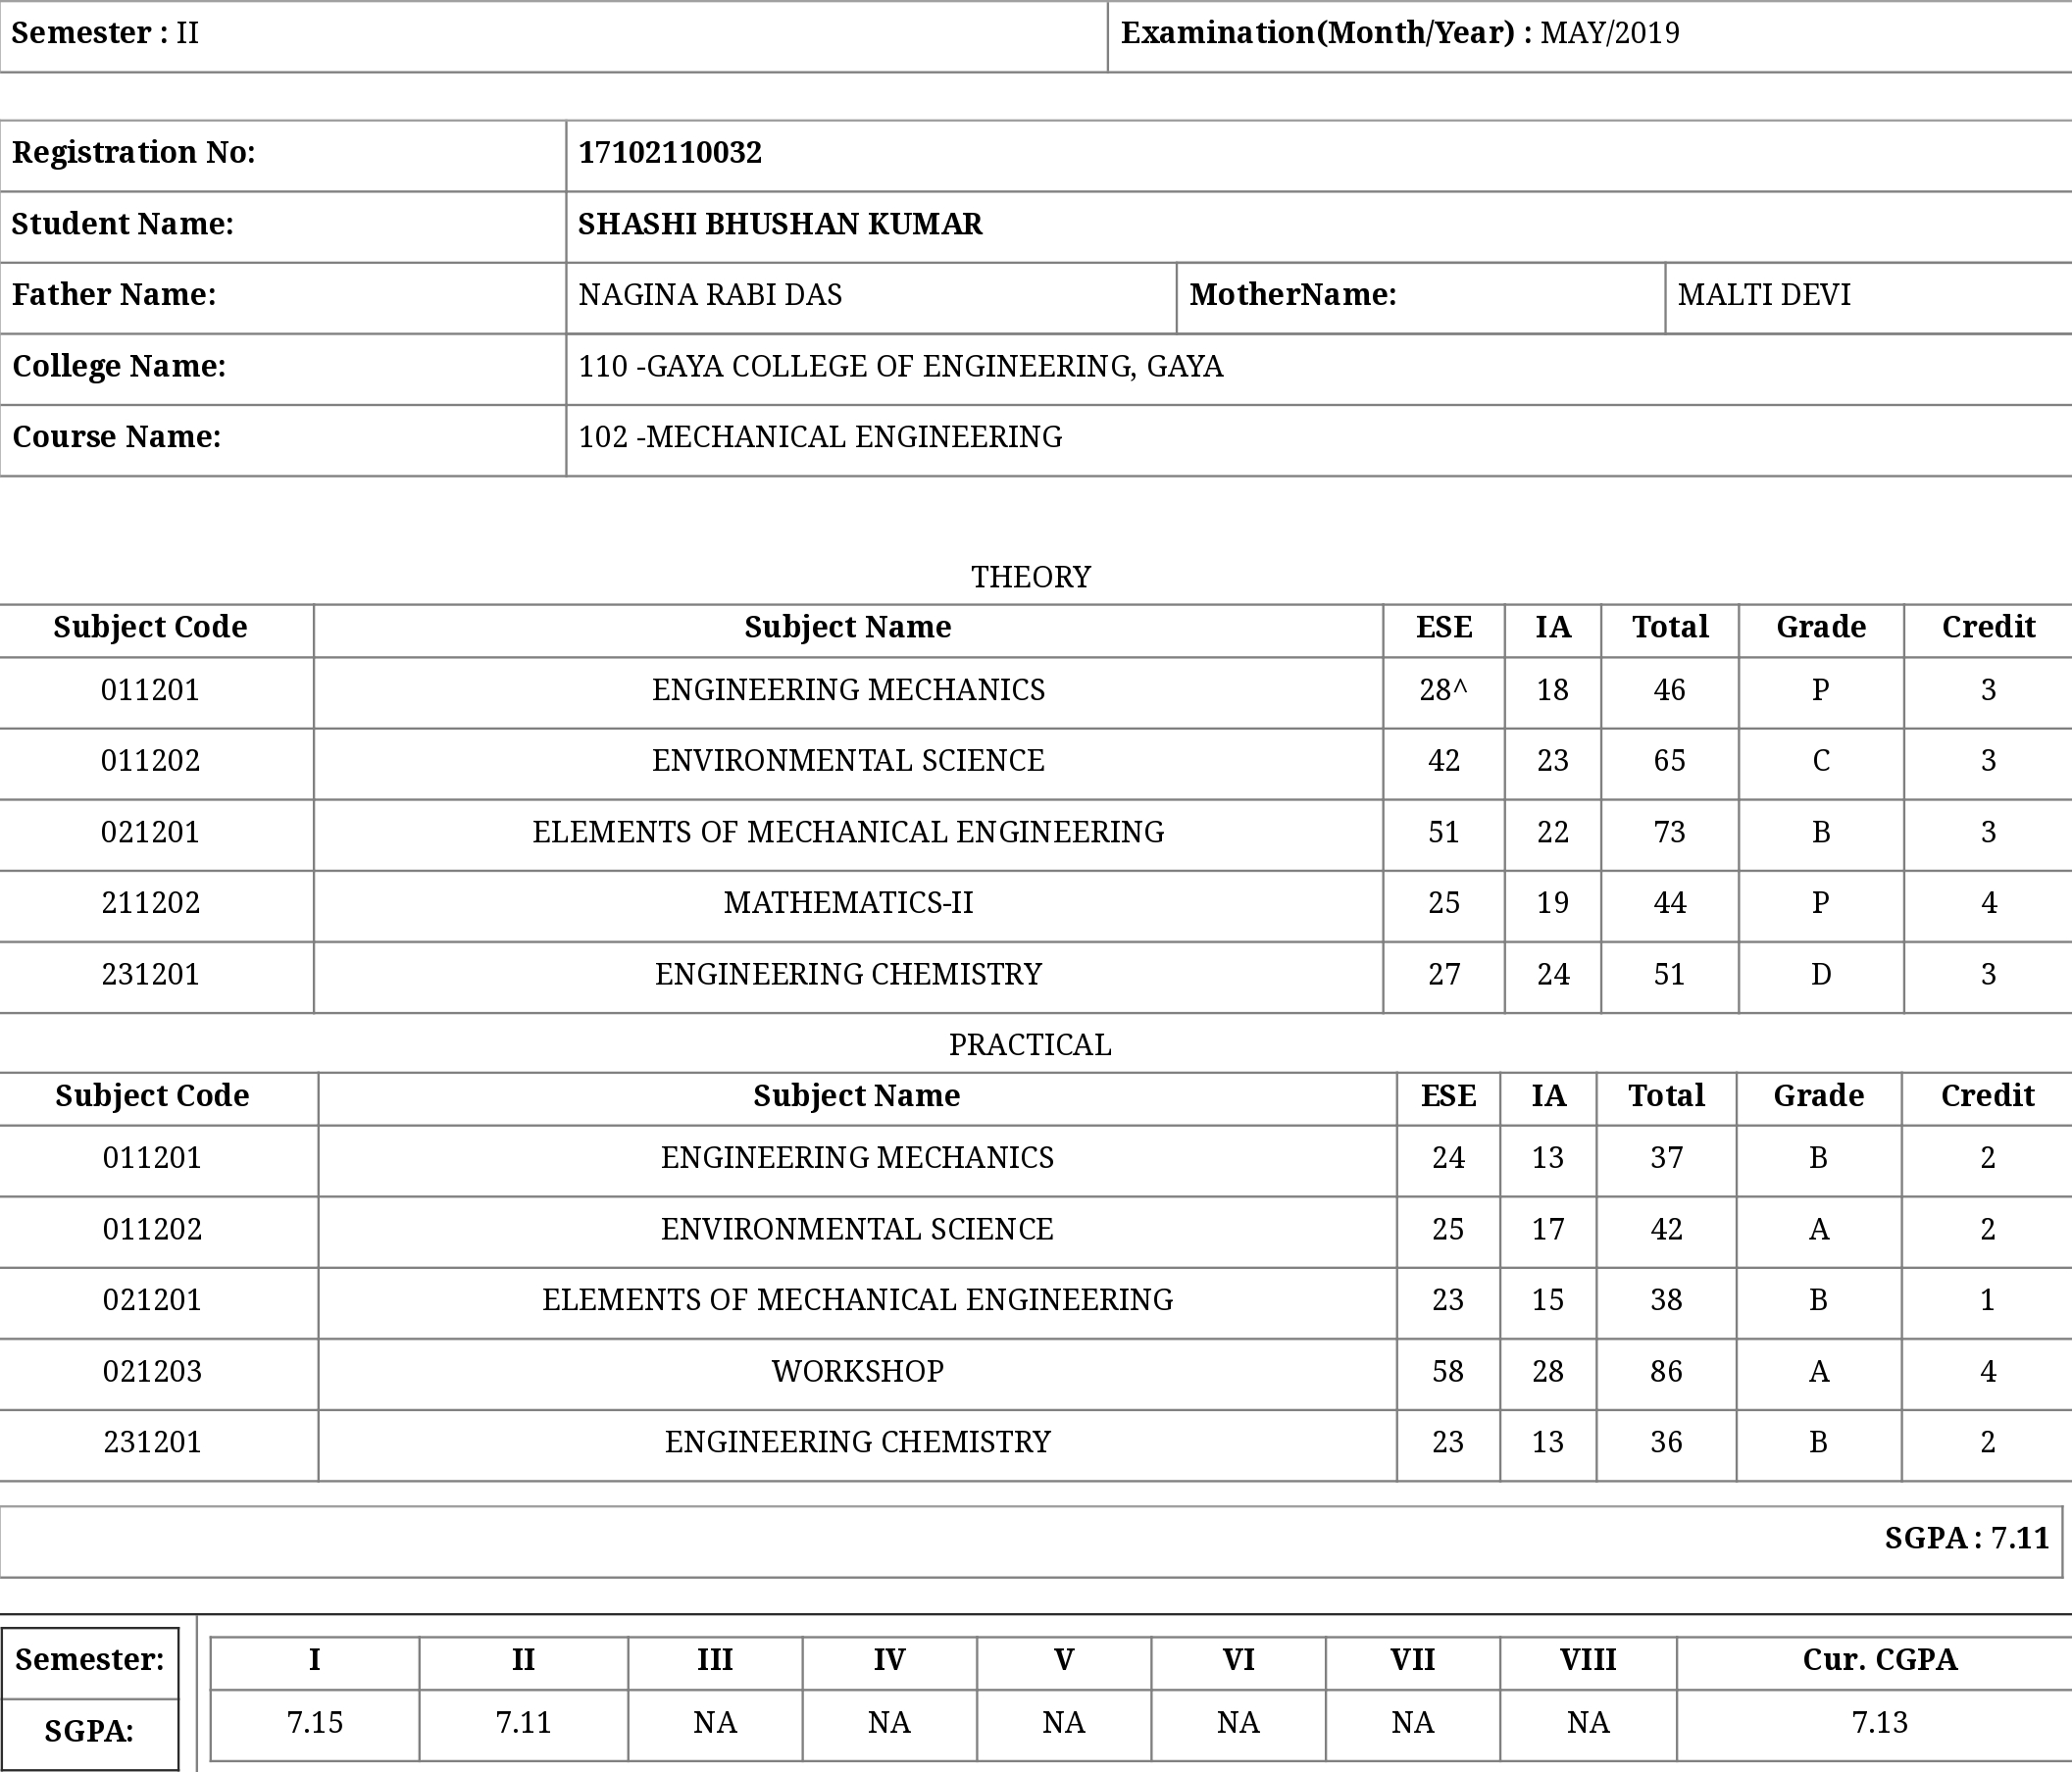 Semester : II Examination(Month/Year) : MAY/2019
Registration No: 17102110032
Student Name: SHASHI BHUSHAN KUMAR
Father Name: NAGINA RABI DAS MotherName: MALTI DEVI
College Name: 110 -GAYA COLLEGE OF ENGINEERING, GAYA
Course Name: 102 -MECHANICAL ENGINEERING
THEORY
Subject Code Subject Name ESE IA Total Grade Credit
011201 ENGINEERING MECHANICS 28^ 18 46 P 3
011202 ENVIRONMENTAL SCIENCE 42 23 65 C 3
021201 ELEMENTS OF MECHANICAL ENGINEERING 51 22 73 B 3
211202 MATHEMATICS-II 25 19 44 P 4
231201 ENGINEERING CHEMISTRY 27 24 51 D 3
PRACTICAL
Subject Code Subject Name ESE IA Total Grade Credit
011201 ENGINEERING MECHANICS 24 13 37 B 2
011202 ENVIRONMENTAL SCIENCE 25 17 42 A 2
021201 ELEMENTS OF MECHANICAL ENGINEERING 23 15 38 B 1
021203 WORKSHOP 58 28 86 A 4
231201 ENGINEERING CHEMISTRY 23 13 36 B 2
SGPA : 7.11
Semester: I II III IV V VI VII VIII Cur. CGPA
SGPA: 7.15 7.11 NA NA NA NA NA NA 7.13